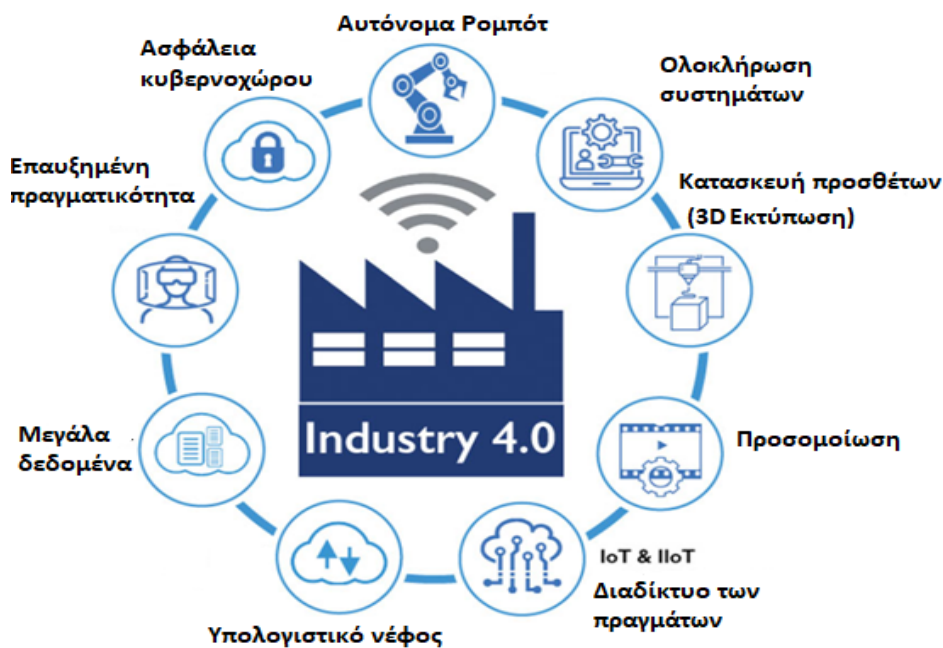 Αυτόνομα Ρομπότ
Ασφάλεια
κυβερνοχώρου
Ολοκλήρωση
συστημάτων
Επαυξημένη
πραγματικότητα
Κατασκευή προσθέτων
(3D Εκτύπωση)
Industry 4.0
Μεγάλα
δεδομένα
Προσομοίωση
IoT & IIoT
Διαδίκτυο των
πραγμάτων
Υπολογιστικό νέφος